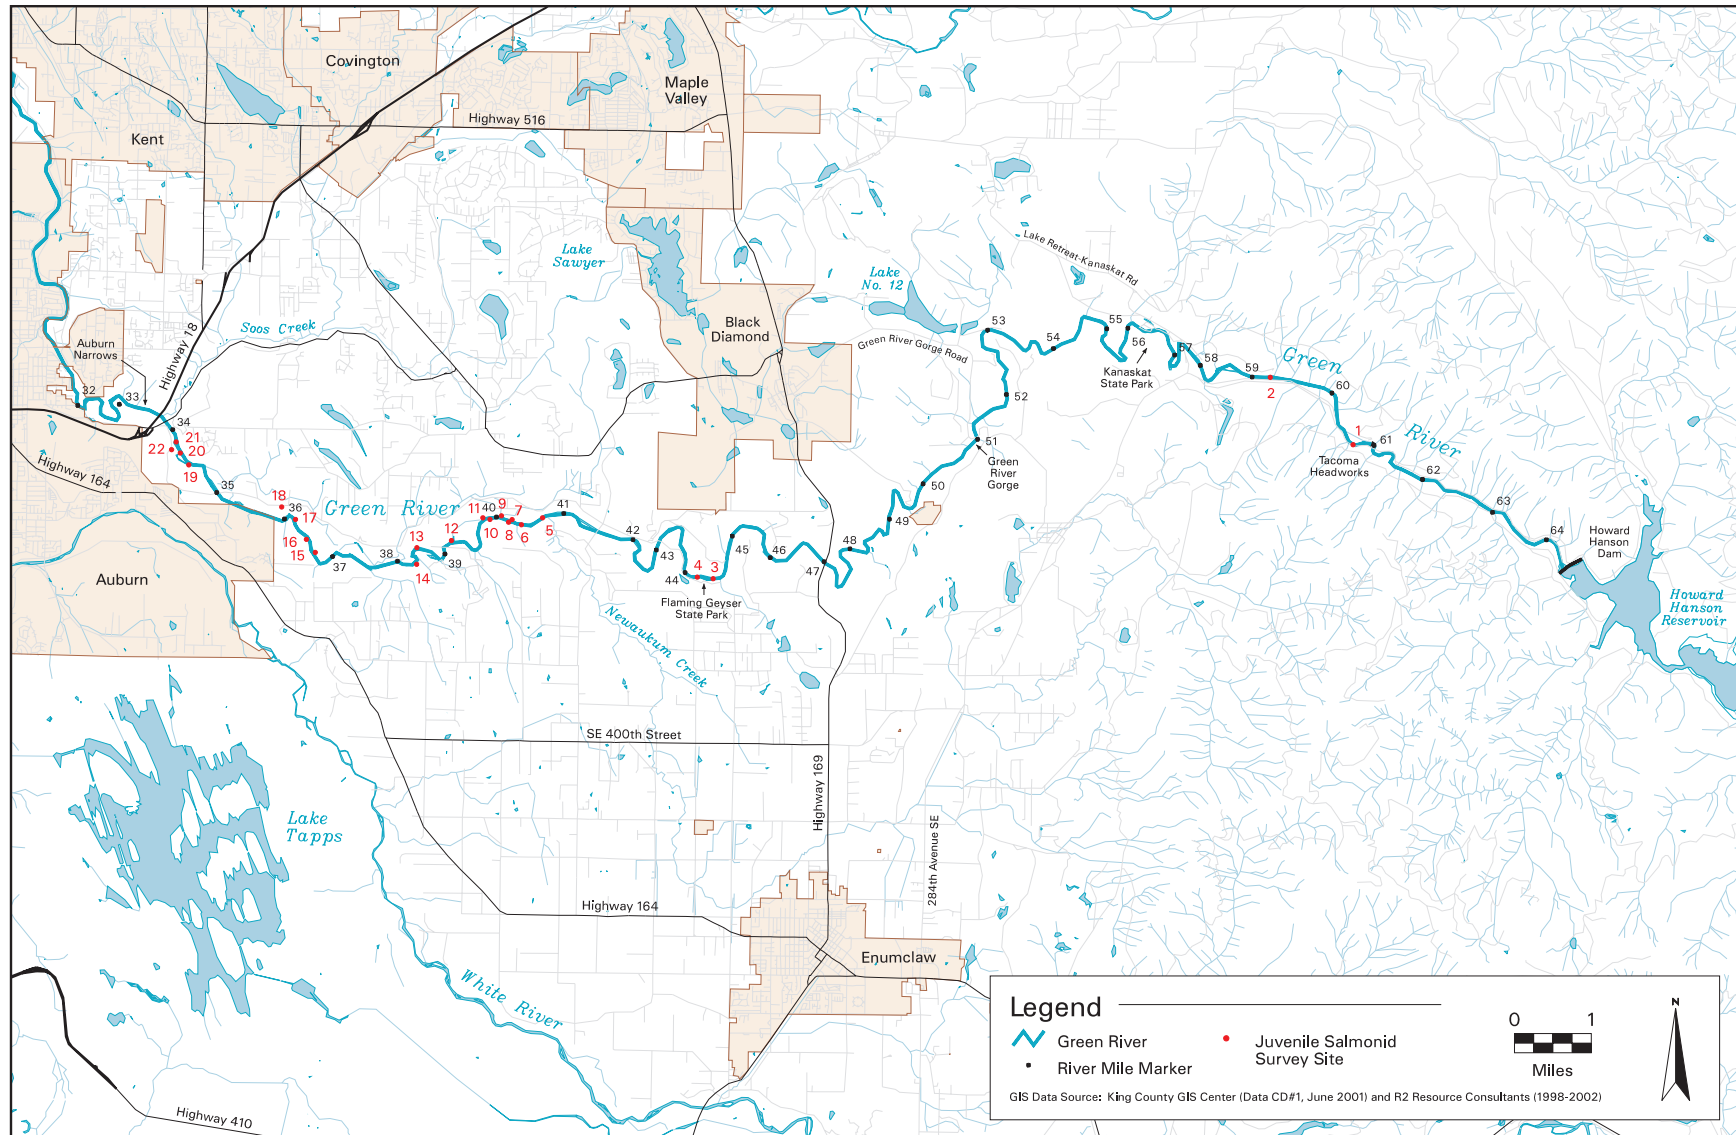 Covington
Maple
Valley
Highway 516
Kent
Lake
Sawyer
Lake Retreat-Kanaskat Rd
Lake
No. 12
Soos Creek
Highway 18
Auburn
Narrows
Black
Diamond
Green River Gorge Road
53
54
55
56
57
58
59
60
Kanaskat
State Park
Green
River
2
32
33
34
52
51
Green
River
Gorge
1
61
Tacoma
Headworks
62
63
64
Howard
Hanson
Dam
21
22
20
19
Highway 164
35
50
49
18
36
17
16
15
37
Green River
38
13
14
12
39
11
40
9
10
8
7
6
5
41
42
43
44
4
3
45
46
47
48
Flaming Geyser
State Park
Auburn
Newaukum Creek
Howard
Hanson
Reservoir
SE 400th Street
Highway 169
284th Avenue SE
Lake
Tapps
Highway 164
Enumclaw
White River
Highway 410
Legend
Green River
River Mile Marker
Juvenile Salmonid
Survey Site
0 1
Miles
N
GIS Data Source: King County GIS Center (Data CD#1, June 2001) and R2 Resource Consultants (1998-2002)